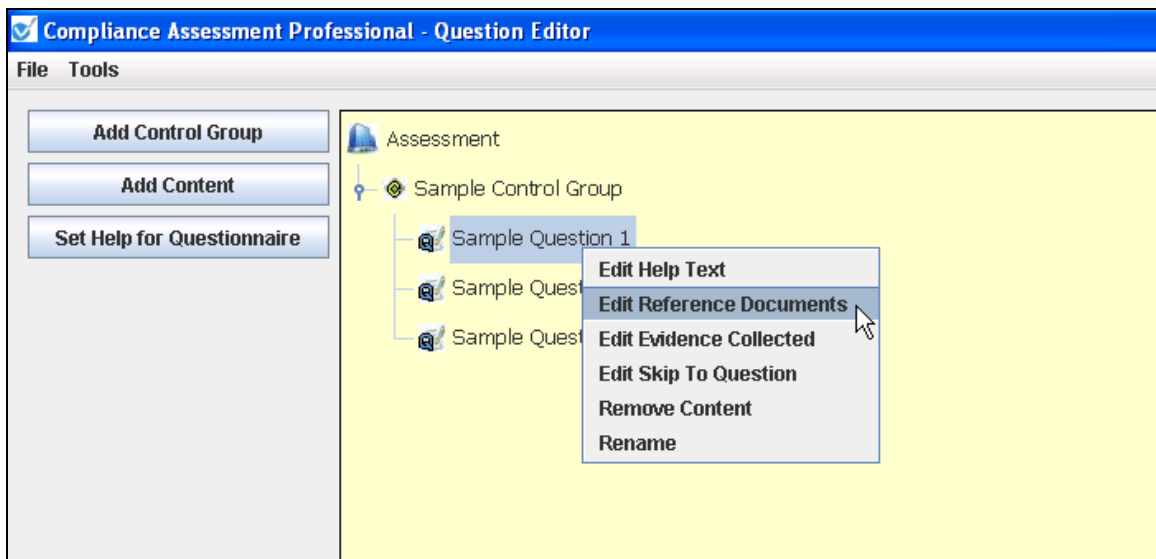 Compliance Assessment Professional - Question Editor
File Tools
Add Control Group
Add Content
Set Help for Questionnaire
Assessment
Sample Control Group
Sample Question 1
Sample Quest
Sample Quest
Edit Help Text
Edit Reference Documents
Edit Evidence Collected
Edit Skip To Question
Remove Content
Rename